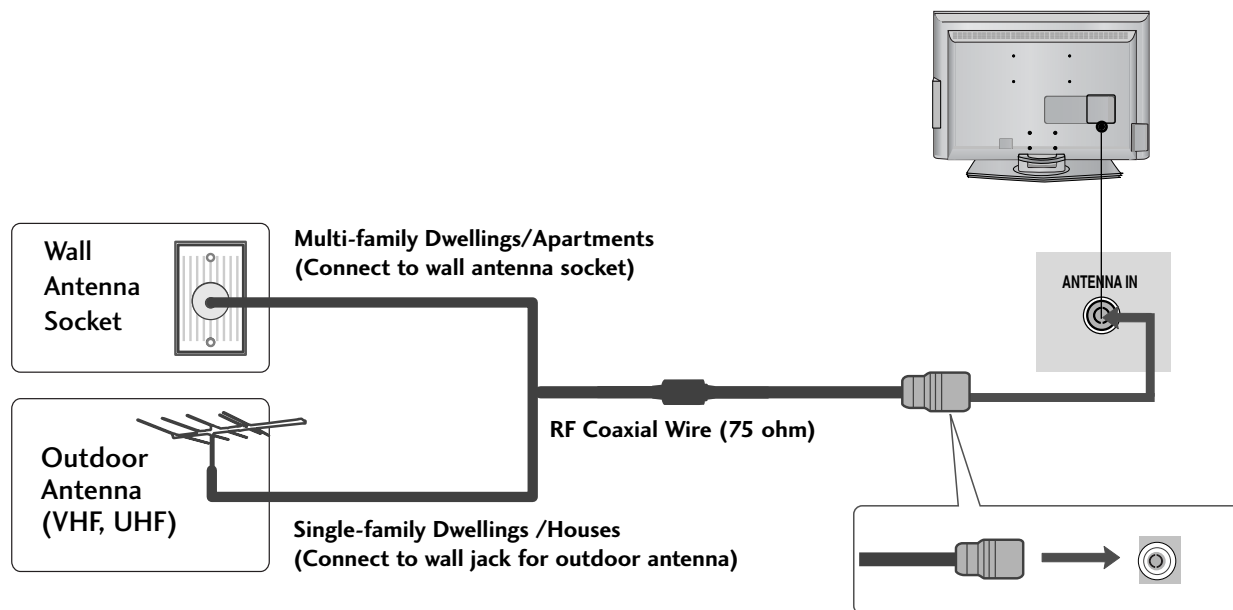 Wall
Antenna
Socket
Multi-family Dwellings/Apartments
(Connect to wall antenna socket)
ANTENNA IN
RF Coaxial Wire (75 ohm)
Outdoor
Antenna
(VHF, UHF)
Single-family Dwellings /Houses
(Connect to wall jack for outdoor antenna)